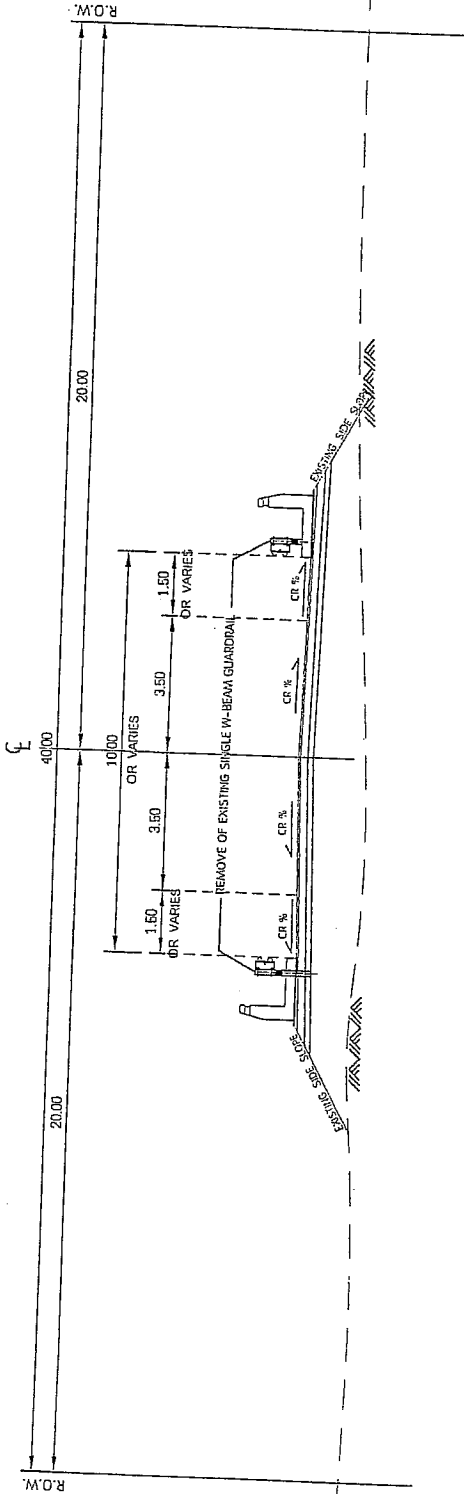 R.O.W.
R.O.W.
℄
40.00
20.00
20.00
10.00
OR VARIES
1.50
OR VARIES
3.50
3.50
1.50
OR VARIES
REMOVE OF EXISTING SINGLE W-BEAM GUARDRAIL
CR %
CR %
CR %
CR %
EXISTING SIDE SLOPE
EXISTING SIDE SLOPE